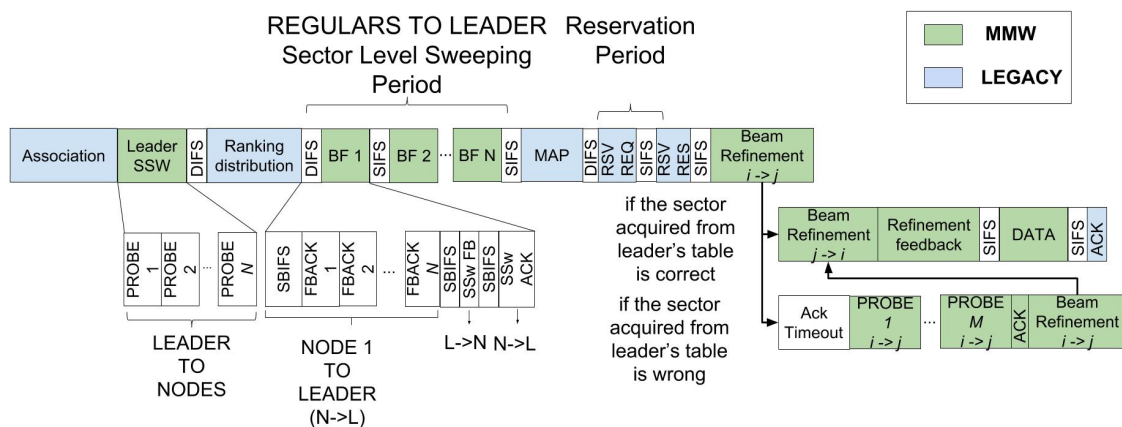 REGULARS TO LEADER
Sector Level Sweeping
Period
Reservation
Period
MMW
LEGACY
Association
Leader
SSW
DIFS
Ranking
distribution
DIFS
BF 1
SIFS
BF 2
...
BF N
SIFS
MAP
DIFS
RSV
REQ
SIFS
RSV
RES
SIFS
Beam
Refinement
i -> j
PROBE
1
PROBE
2
...
PROBE
N
LEADER
TO
NODES
SBIFS
FBACK
1
FBACK
2
...
FBACK
N
SBIFS
SSw FB
SBIFS
SSw
ACK
L->N
N->L
NODE 1
TO
LEADER
(N->L)
if the sector
acquired from
leader's table
is correct
Beam
Refinement
j -> i
Refinement
feedback
SIFS
DATA
SIFS
ACK
if the sector
acquired from
leader's table
is wrong
Ack
Timeout
PROBE
1
i -> j
...
PROBE
M
i -> j
ACK
Beam
Refinement
i -> j